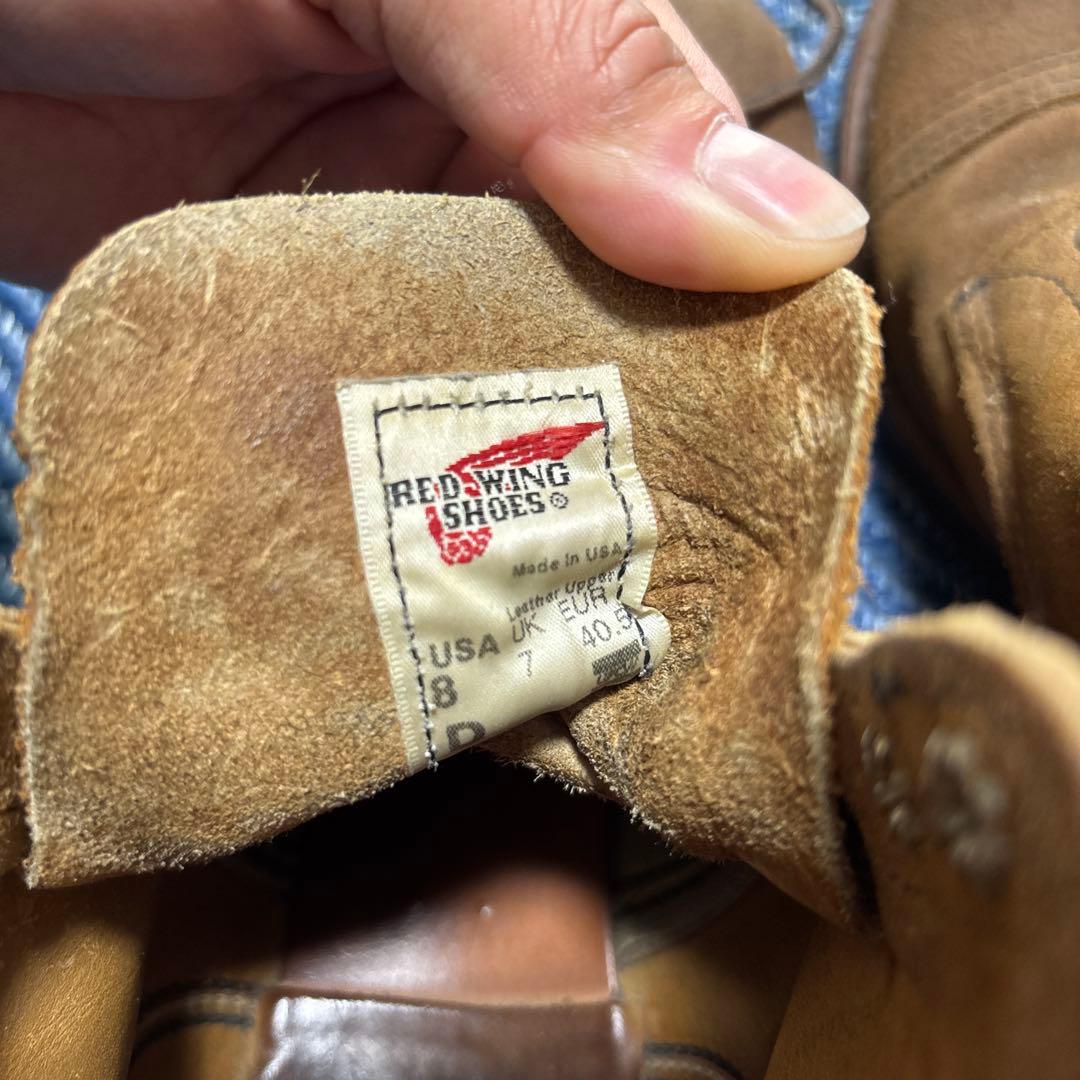 RED WING
SHOES®
Made in USA
Leather Upper
USA UK EUR
8 7 40.5
D